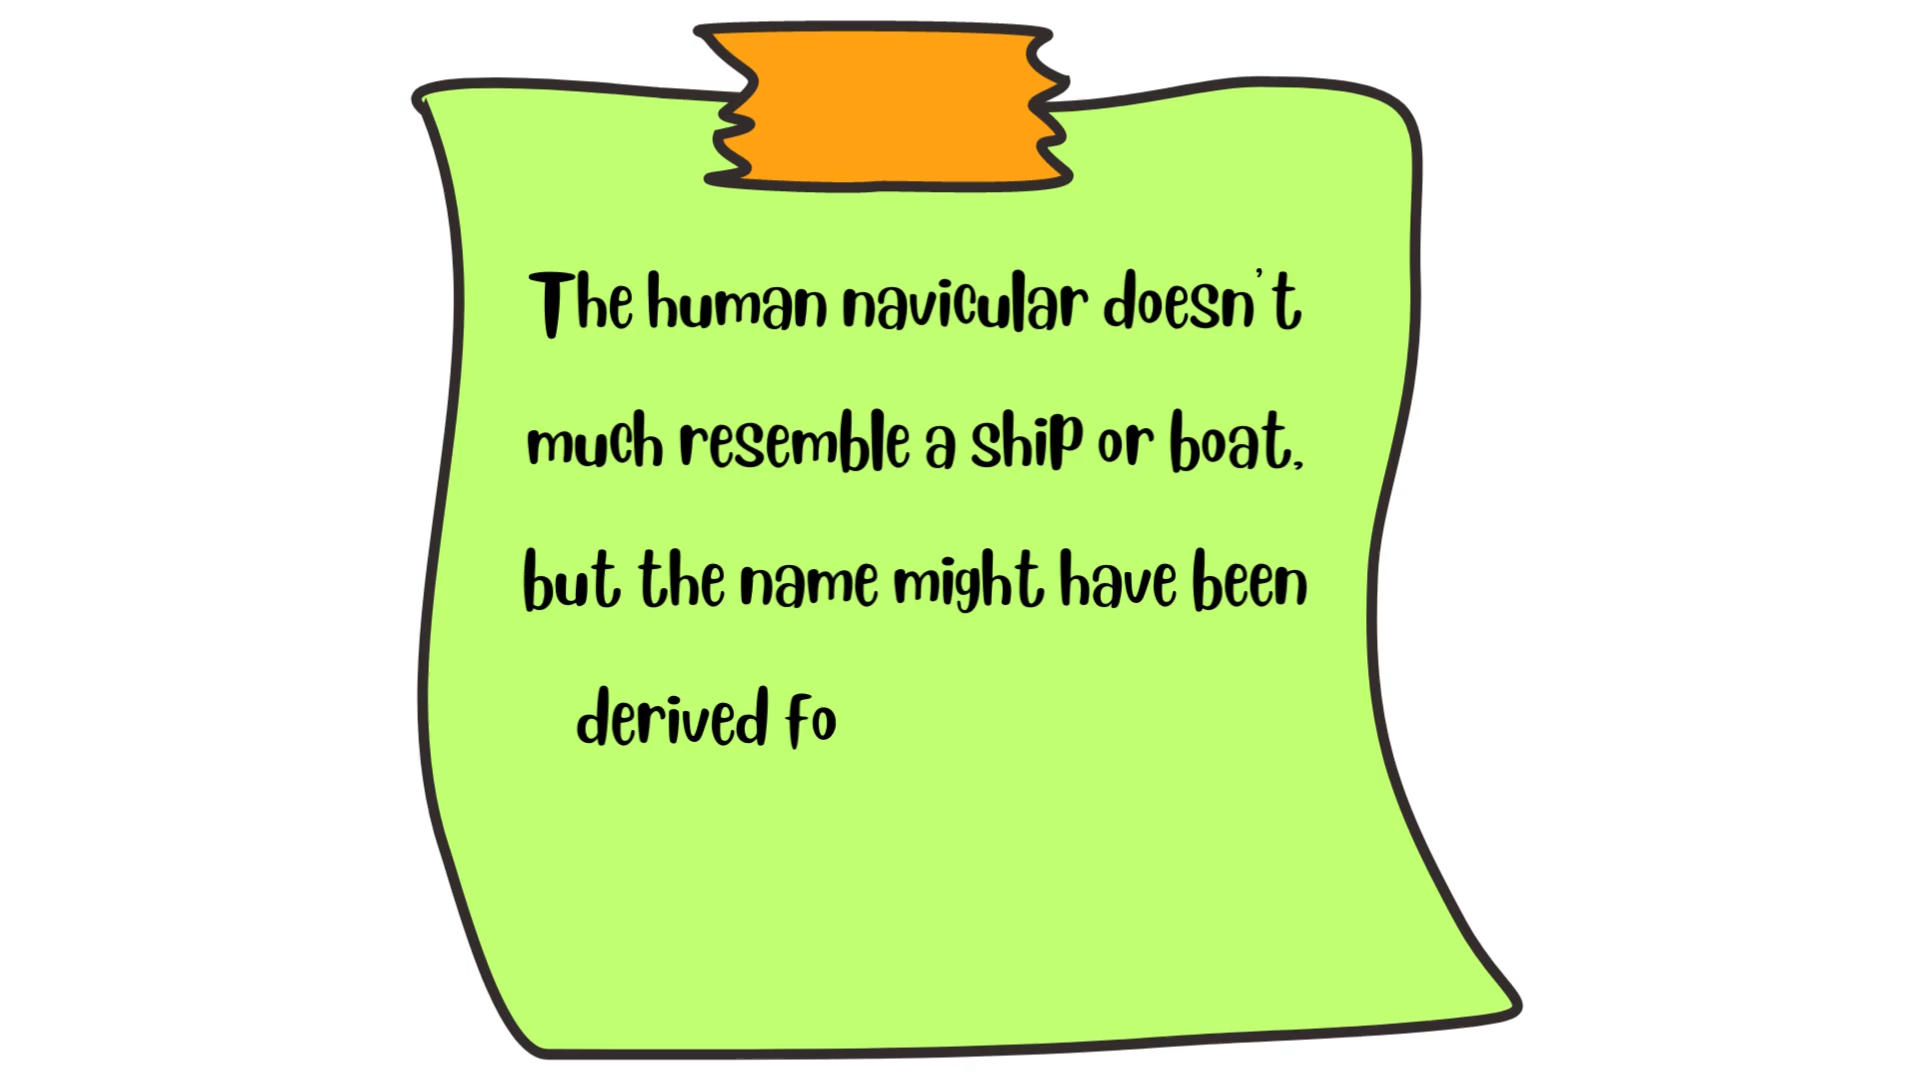 The human navicular doesn't
much resemble a ship or boat,
but the name might have been
derived fo